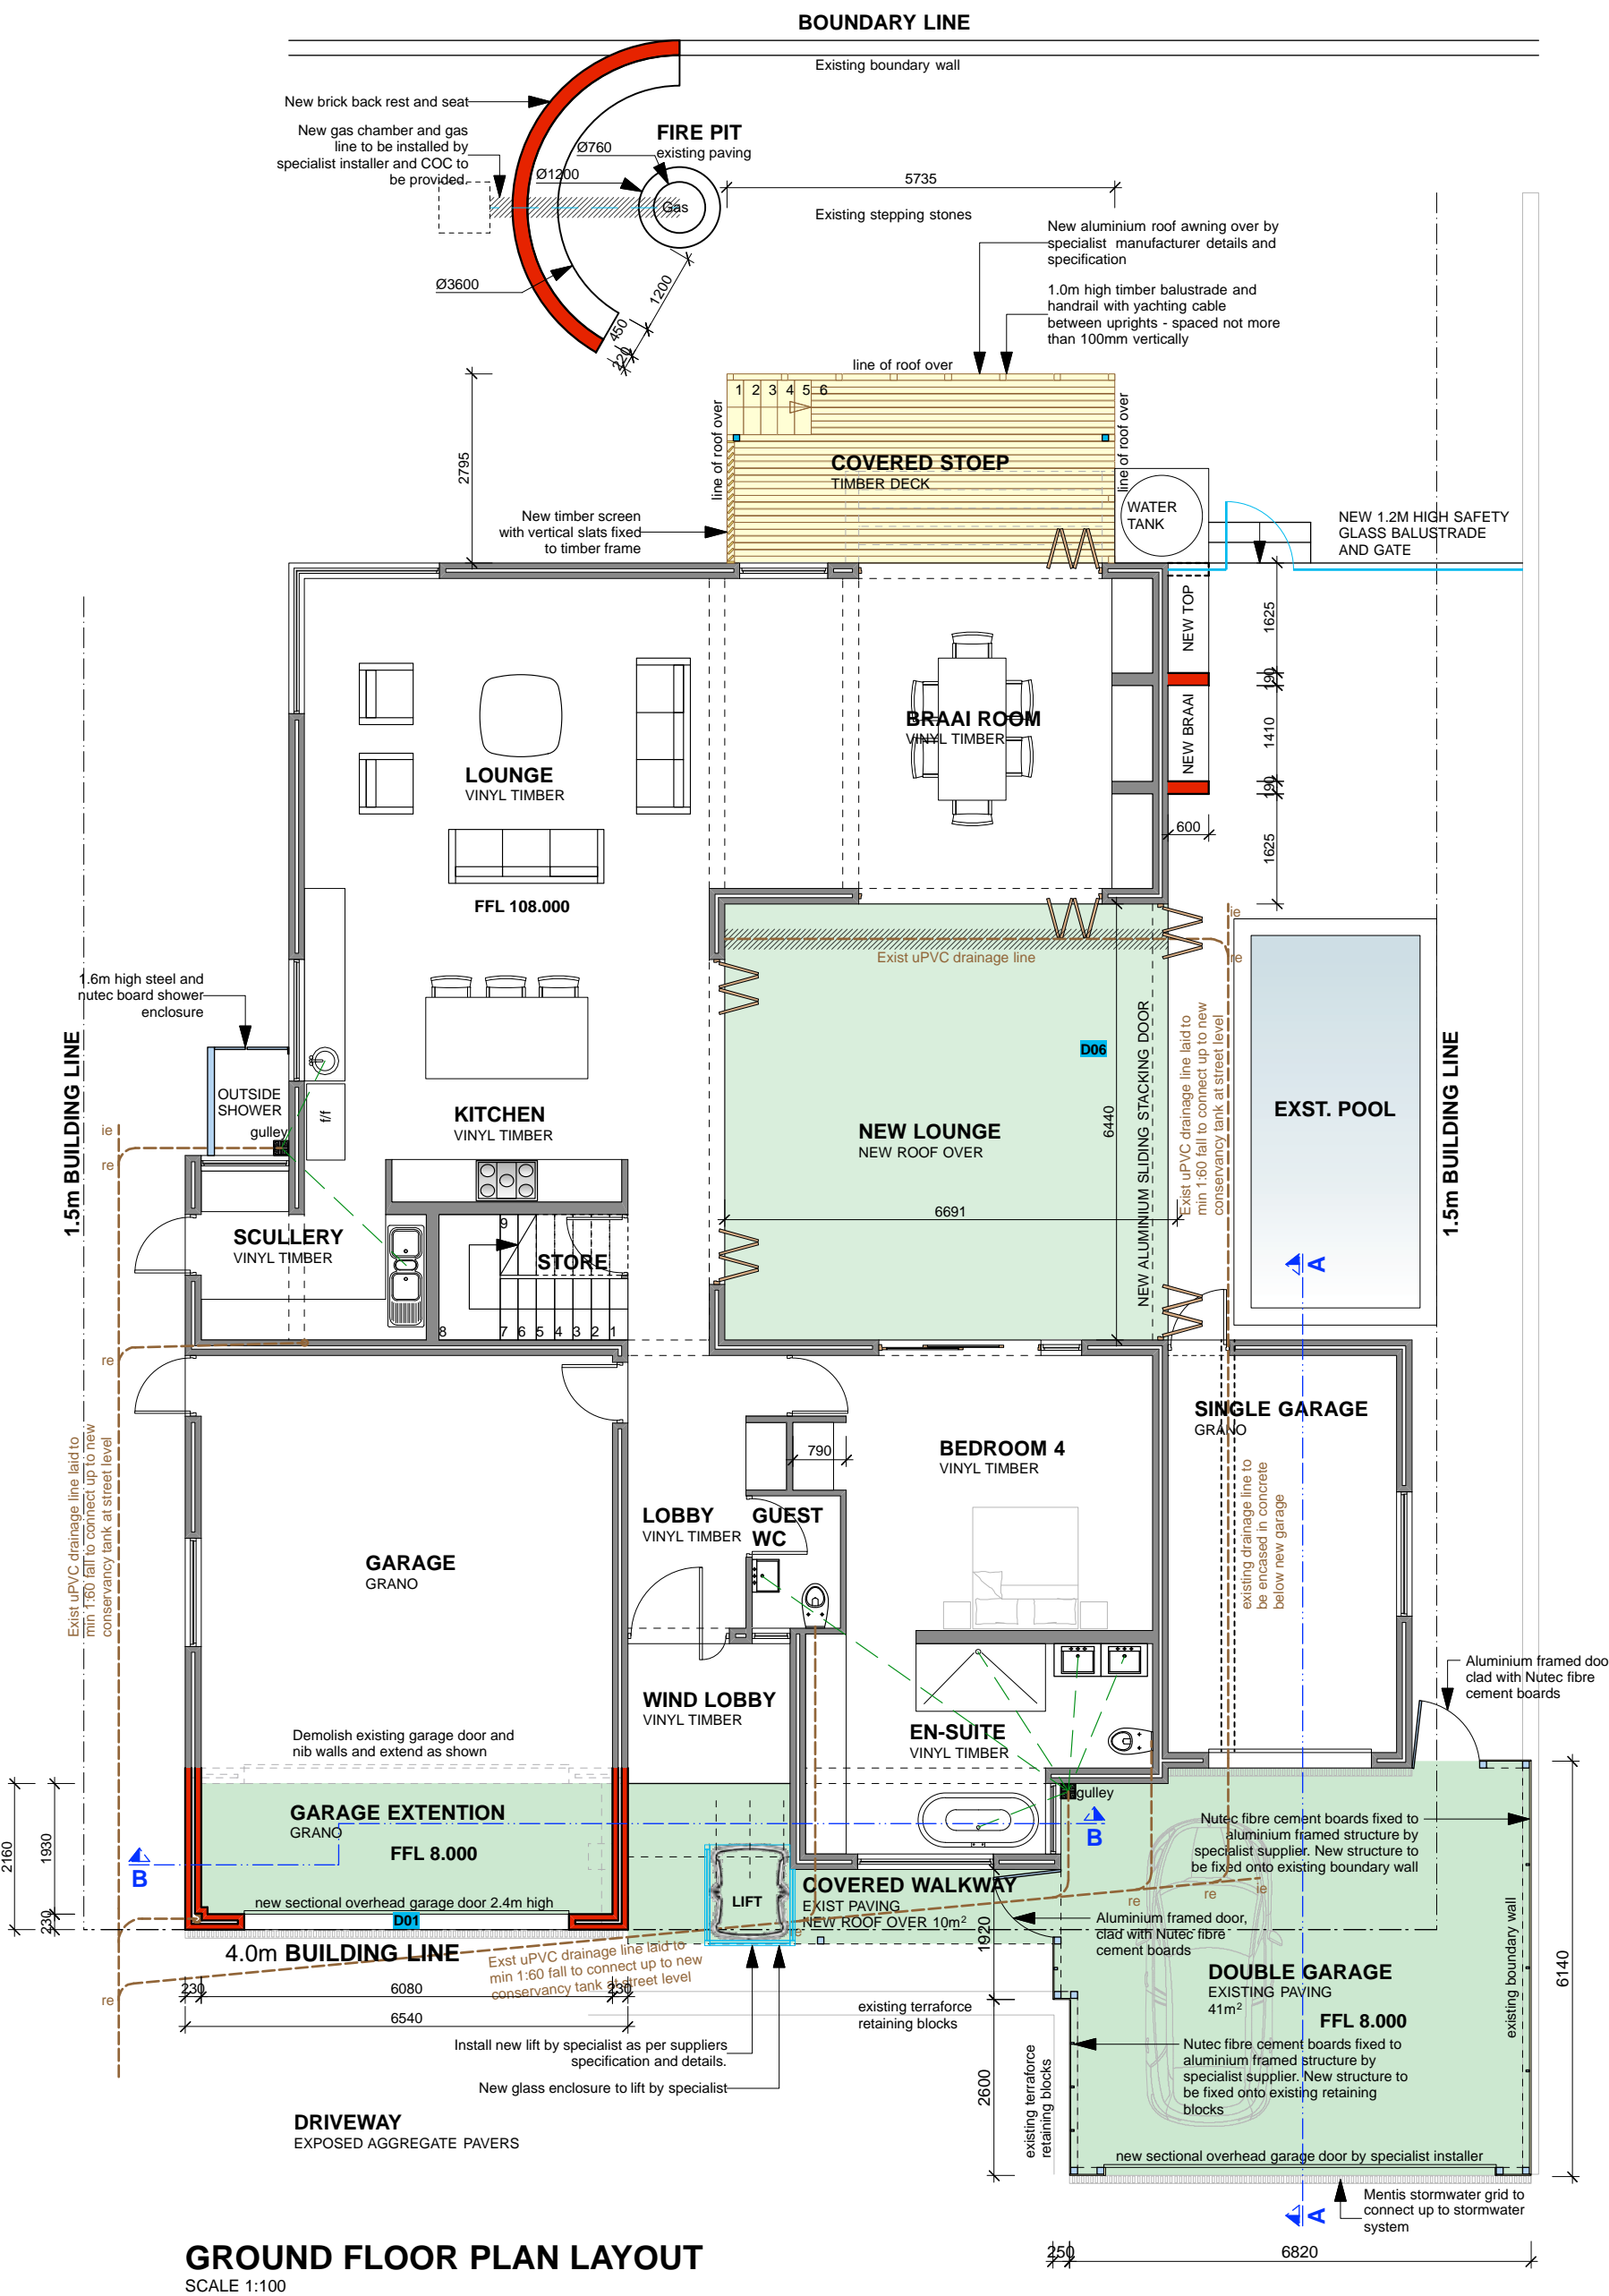 BOUNDARY LINE
Existing boundary wall
New brick back rest and seat
New gas chamber and gas
line to be installed by
specialist installer and COC to
be provided.
FIRE PIT
existing paving
Ø760
Ø1200
Gas
Ø3600
5735
Existing stepping stones
1200
450
220
New aluminium roof awning over by
specialist manufacturer details and
specification
1.0m high timber balustrade and
handrail with yachting cable
between uprights - spaced not more
than 100mm vertically
line of roof over
1 2 3 4 5 6
line of roof over
line of roof over
2795
COVERED STOEP
TIMBER DECK
New timber screen
with vertical slats fixed
to timber frame
WATER
TANK
NEW 1.2M HIGH SAFETY
GLASS BALUSTRADE
AND GATE
NEW TOP
1625
190
NEW BRAAI
1410
190
600
1625
LOUNGE
VINYL TIMBER
BRAAI ROOM
VINYL TIMBER
FFL 108.000
ie
re
Exist uPVC drainage line
1.6m high steel and
nutec board shower
enclosure
OUTSIDE
SHOWER
gulley
f/f
ie
re
1.5m BUILDING LINE
KITCHEN
VINYL TIMBER
D06
NEW LOUNGE
NEW ROOF OVER
6440
6691
NEW ALUMINIUM SLIDING STACKING DOOR
Exist uPVC drainage line laid to
min 1:60 fall to connect up to new
conservancy tank at street level
EXST. POOL
1.5m BUILDING LINE
SCULLERY
VINYL TIMBER
9
STORE
8
7 6 5 4 3 2 1
re
A
SINGLE GARAGE
GRANO
BEDROOM 4
VINYL TIMBER
790
LOBBY
VINYL TIMBER
GUEST
WC
GARAGE
GRANO
Exist uPVC drainage line laid to
min 1:60 fall to connect up to new
conservancy tank at street level
existing drainage line to
be encased in concrete
below new garage
Aluminium framed doo
clad with Nutec fibre
cement boards
WIND LOBBY
VINYL TIMBER
EN-SUITE
VINYL TIMBER
Demolish existing garage door and
nib walls and extend as shown
GARAGE EXTENTION
GRANO
FFL 8.000
2160
1930
230
B
gulley
B
Nutec fibre cement boards fixed to
aluminium framed structure by
specialist supplier. New structure to
be fixed onto existing boundary wall
new sectional overhead garage door 2.4m high
D01
LIFT
COVERED WALKWAY
EXIST PAVING
NEW ROOF OVER 10m²
re
re
ie
1920
Aluminium framed door,
clad with Nutec fibre
cement boards
4.0m BUILDING LINE
Exst uPVC drainage line laid to
min 1:60 fall to connect up to new
conservancy tank at street level
re
230
6080
230
6540
existing terraforce
retaining blocks
DOUBLE GARAGE
EXISTING PAVING
41m²
FFL 8.000
existing boundary wall
6140
Install new lift by specialist as per suppliers
specification and details.
New glass enclosure to lift by specialist
2600
existing terraforce
retaining blocks
Nutec fibre cement boards fixed to
aluminium framed structure by
specialist supplier. New structure to
be fixed onto existing retaining
blocks
DRIVEWAY
EXPOSED AGGREGATE PAVERS
new sectional overhead garage door by specialist installer
Mentis stormwater grid to
connect up to stormwater
system
A
250
6820
GROUND FLOOR PLAN LAYOUT
SCALE 1:100